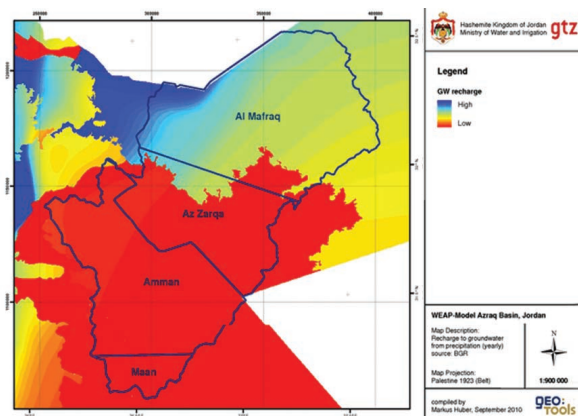 Hashemite Kingdom of Jordan
Ministry of Water and Irrigation
gtz
Legend
GW recharge
High
Low
Al Mafraq
Az Zarqa
Amman
Maan
WEAP-Model Azraq Basin, Jordan
Map Description:
Recharge to groundwater
from precipitation (yearly)
source: BGR
Map Projection:
Palestine 1923 (Belt)
N
1:900 000
compiled by
Markus Huber, September 2010
geo:
tools